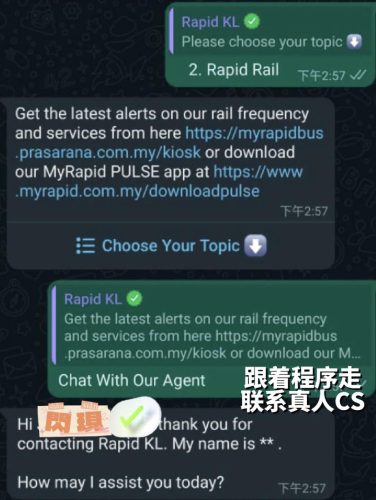 Rapid KL
Please choose your topic
2. Rapid Rail
下午2:57
Get the latest alerts on our rail frequency
and services from here https://myrapidbus
.prasarana.com.my/kiosk or download
our MyRapid PULSE app at https://www
.myrapid.com.my/downloadpulse
下午2:57
Choose Your Topic
Rapid KL
Get the latest alerts on our rail frequency
and services from here https://myrapidbus
.prasarana.com.my/kiosk or download our M...
Chat With Our Agent
跟着程序走
联系真人CS
Hi
thank you for
contacting Rapid KL. My name is ** .
How may I assist you today?
下午2:57